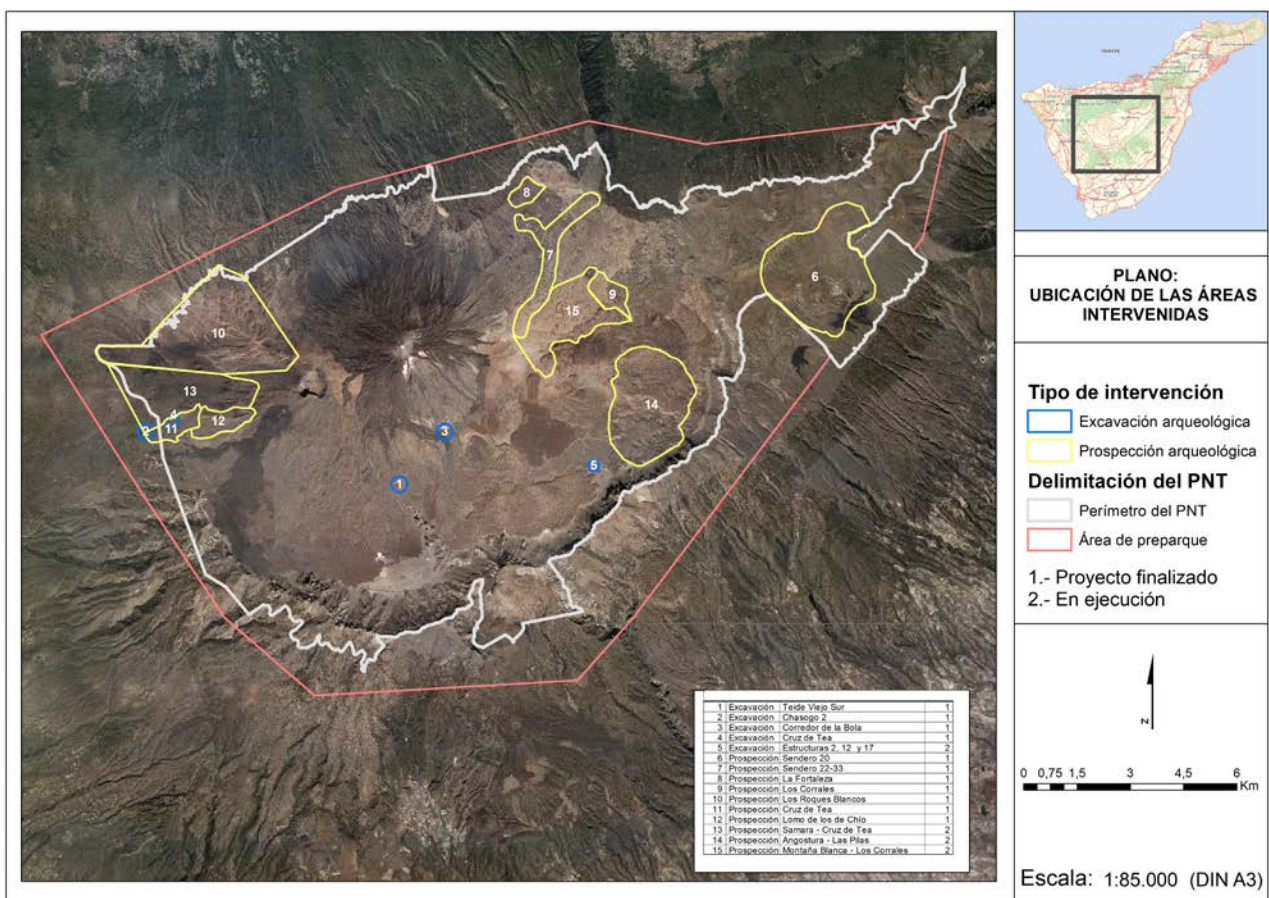 8
7
6
9
15
10
13
14
4
12
11
2
3
5
1
1 Excavación Teide Viejo Sur 1
2 Excavación Chasogo 2 1
3 Excavación Corredor de la Bola 1
4 Excavación Cruz de Tea 1
5 Excavación Estructuras 2, 12 y 17 2
6 Prospección Sendero 20 1
7 Prospección Sendero 22-33 1
8 Prospección La Fortaleza 1
9 Prospección Los Corrales 1
10 Prospección Los Roques Blancos 1
11 Prospección Cruz de Tea 1
12 Prospección Lomo de los de Chío 1
13 Prospección Samara - Cruz de Tea 2
14 Prospección Angostura - Las Pilas 2
15 Prospección Montaña Blanca - Los Corrales 2
PLANO:
UBICACIÓN DE LAS ÁREAS
INTERVENIDAS
Tipo de intervención
Excavación arqueológica
Prospección arqueológica
Delimitación del PNT
Perímetro del PNT
Área de preparque
1.- Proyecto finalizado
2.- En ejecución
N
0 0,75 1,5 3 4,5 6
Km
Escala: 1:85.000 (DIN A3)